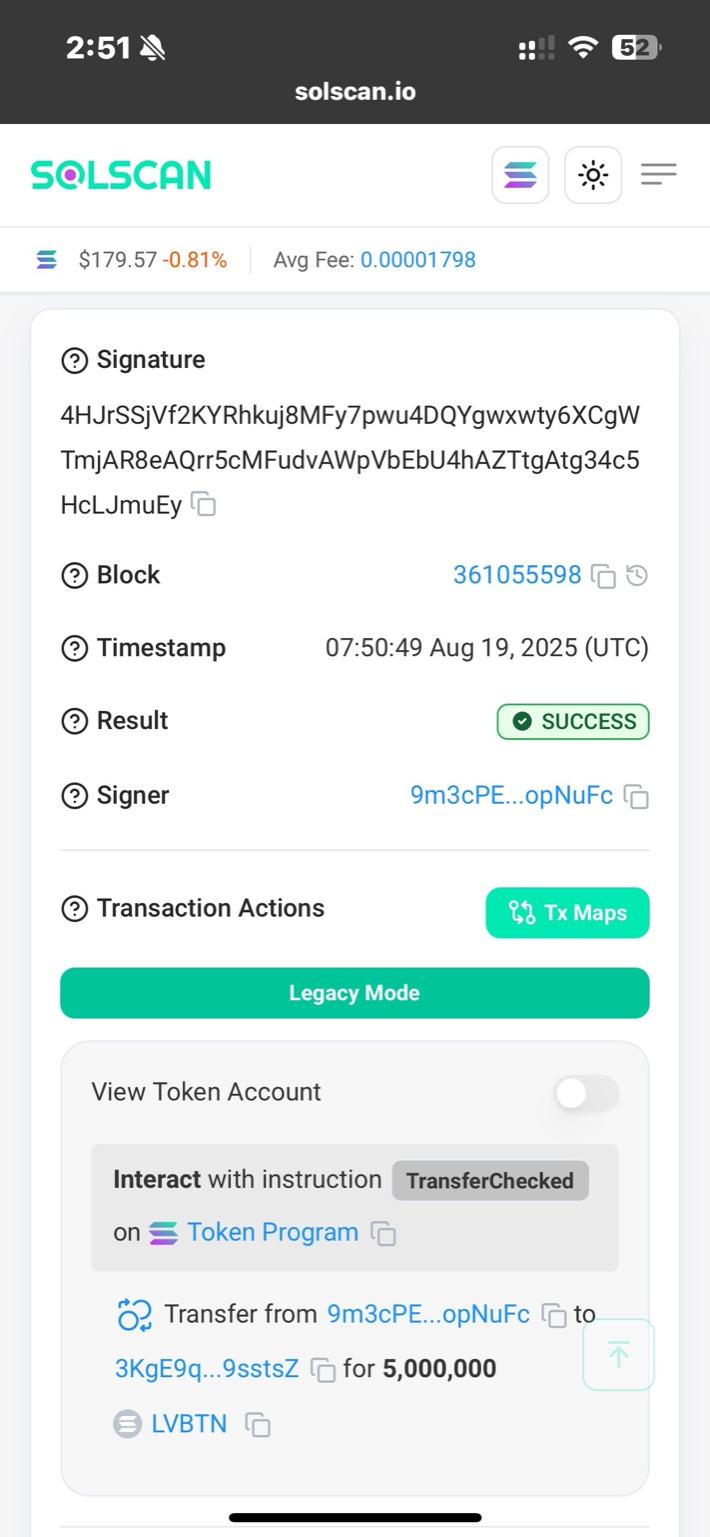 2:51
52
solscan.io
SOLSCAN
$179.57 -0.81% Avg Fee: 0.00001798
Signature
4HJrSSjVf2KYRhkuj8MFy7pwu4DQYgwxwty6XCgW
TmjAR8eAQrr5cMFudvAWpVbEbU4hAZTtgAtg34c5
HcLJmuEy
Block 361055598
Timestamp 07:50:49 Aug 19, 2025 (UTC)
Result SUCCESS
Signer 9m3cPE...opNuFc
Transaction Actions Tx Maps
Legacy Mode
View Token Account
Interact with instruction TransferChecked
on Token Program
Transfer from 9m3cPE...opNuFc to
3KgE9q...9sstsZ for 5,000,000
LVBTN